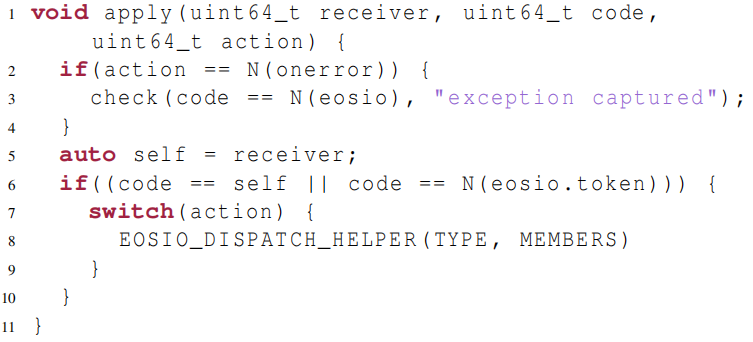 1 void apply(uint64_t receiver, uint64_t code,
uint64_t action) {
2 if(action == N(onerror)) {
3 check(code == N(eosio), "exception captured");
4 }
5 auto self = receiver;
6 if((code == self || code == N(eosio.token))) {
7 switch(action) {
8 EOSIO_DISPATCH_HELPER(TYPE, MEMBERS)
9 }
10 }
11 }